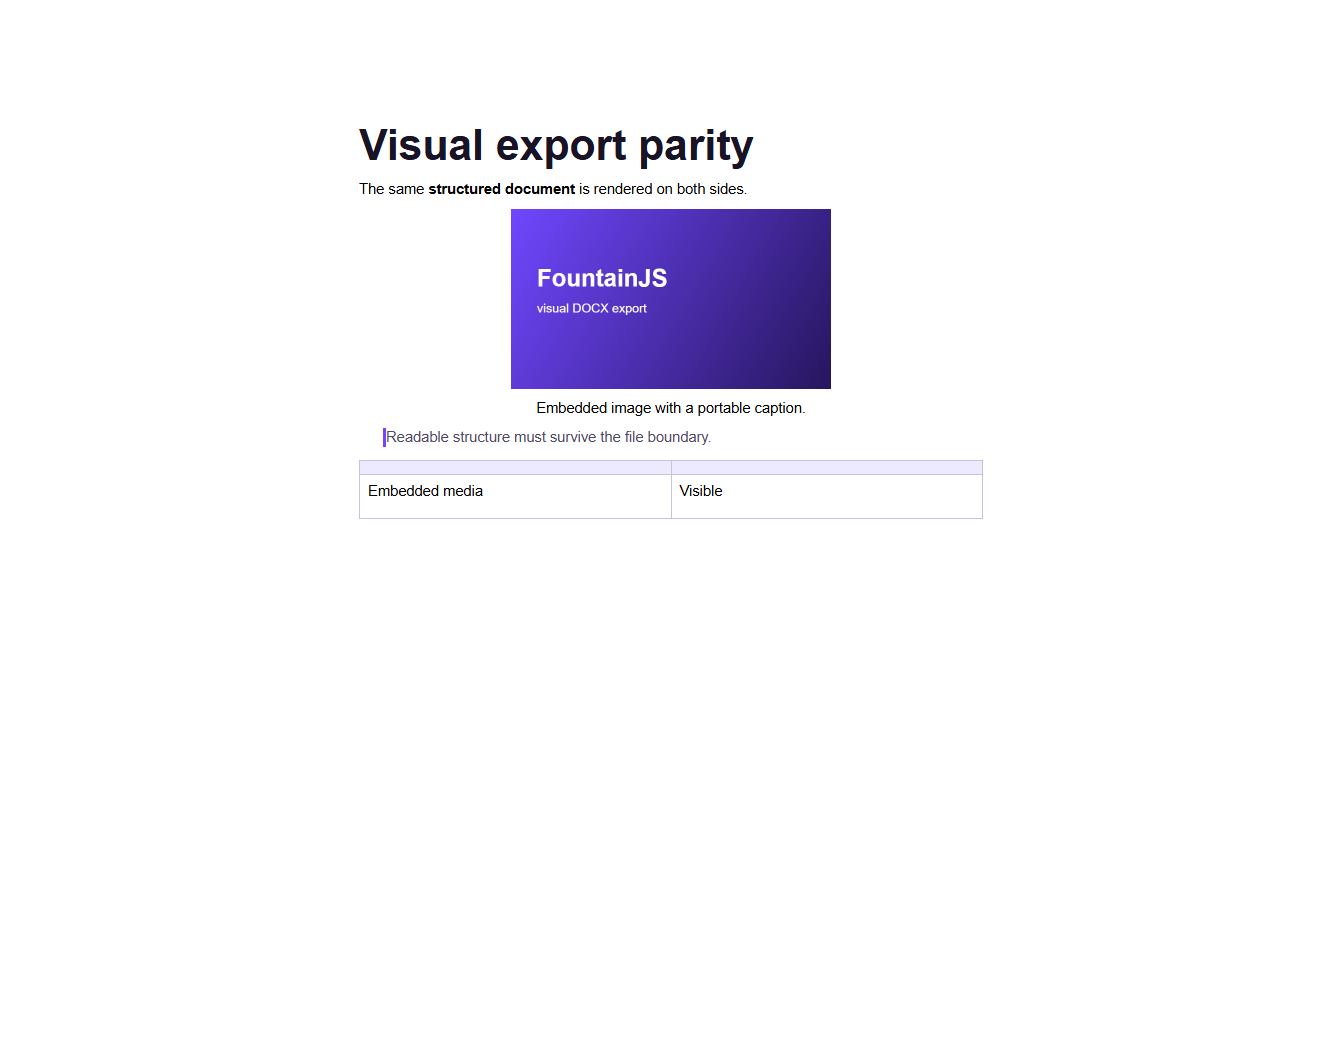 Visual export parity
The same structured document is rendered on both sides.
FountainJS
visual DOCX export
Embedded image with a portable caption.
Readable structure must survive the file boundary.
Embedded media
Visible